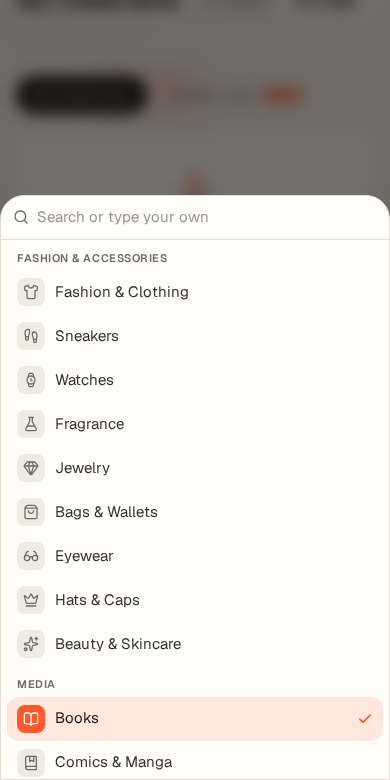 Search or type your own
FASHION & ACCESSORIES
Fashion & Clothing
Sneakers
Watches
Fragrance
Jewelry
Bags & Wallets
Eyewear
Hats & Caps
Beauty & Skincare
MEDIA
Books
Comics & Manga